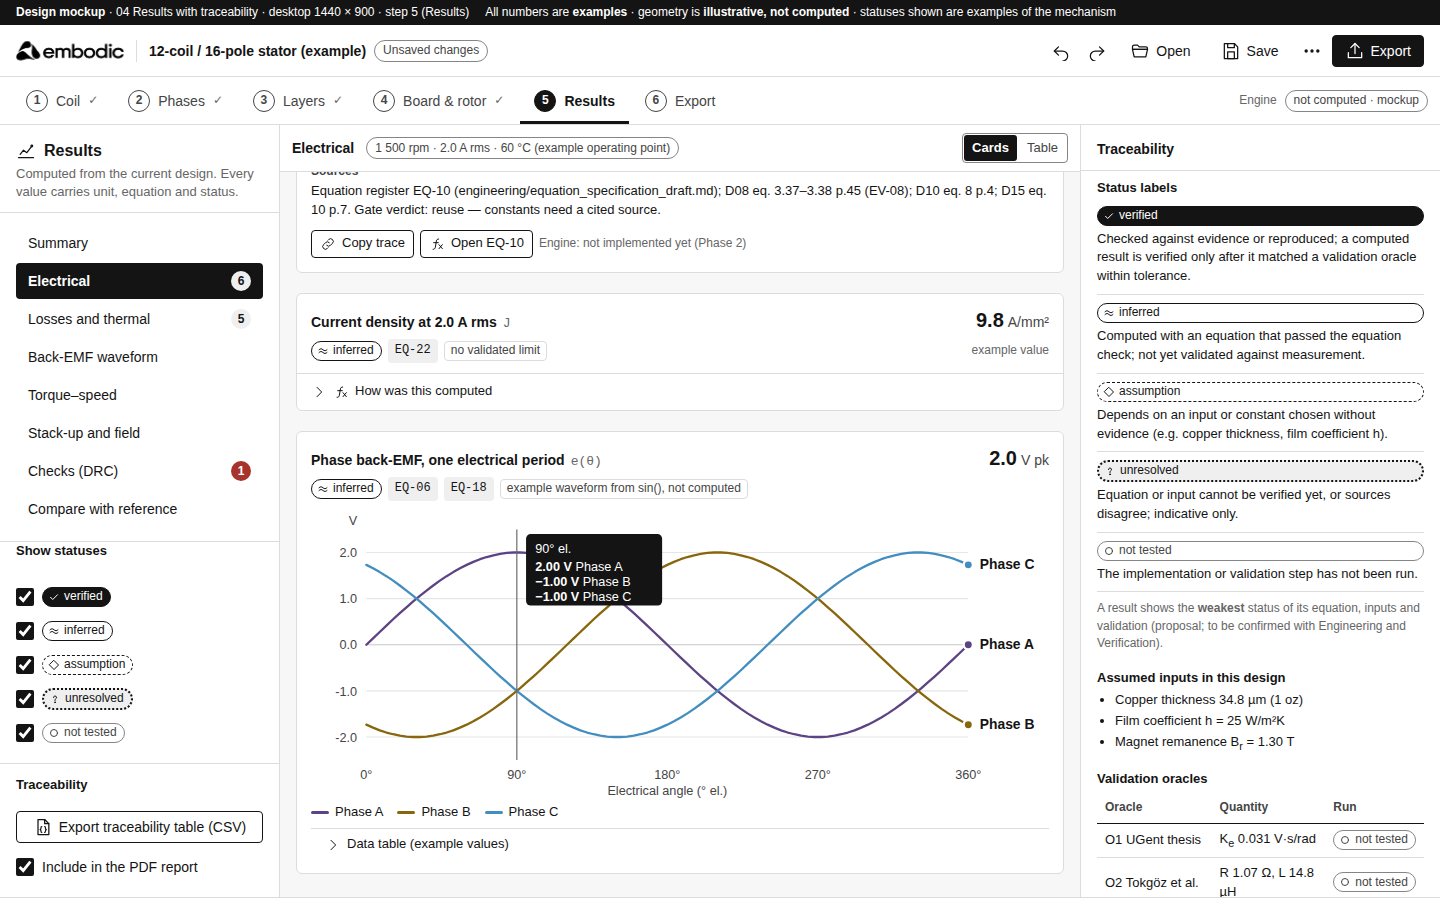 Design mockup · 04 Results with traceability · desktop 1440 × 900 · step 5 (Results) All numbers are examples · geometry is illustrative, not computed · statuses shown are examples of the mechanism
embodic 12-coil / 16-pole stator (example) Unsaved changes Open Save ••• Export
1 Coil ✓ 2 Phases ✓ 3 Layers ✓ 4 Board & rotor ✓ 5 Results 6 Export Engine not computed · mockup
Results
Computed from the current design. Every
value carries unit, equation and status.
Summary
Electrical 6
Losses and thermal 5
Back-EMF waveform
Torque–speed
Stack-up and field
Checks (DRC) 1
Compare with reference
Show statuses
verified
inferred
assumption
? unresolved
not tested
Traceability
Export traceability table (CSV)
Include in the PDF report
Electrical 1 500 rpm · 2.0 A rms · 60 °C (example operating point) Cards Table
Sources
Equation register EQ-10 (engineering/equation_specification_draft.md); D08 eq. 3.37–3.38 p.45 (EV-08); D10 eq. 8 p.4; D15 eq.
10 p.7. Gate verdict: reuse — constants need a cited source.
Copy trace Open EQ-10 Engine: not implemented yet (Phase 2)
Current density at 2.0 A rms J 9.8 A/mm²
inferred EQ-22 no validated limit example value
How was this computed
Phase back-EMF, one electrical period e(θ) 2.0 V pk
inferred EQ-06 EQ-18 example waveform from sin(), not computed
V
2.0
1.0
0.0
-1.0
-2.0
90° el.
2.00 V Phase A
−1.00 V Phase B
−1.00 V Phase C
Phase C
Phase A
Phase B
0° 90° 180° 270° 360°
Electrical angle (° el.)
Phase A Phase B Phase C
Data table (example values)
Traceability
Status labels
verified
Checked against evidence or reproduced; a computed
result is verified only after it matched a validation oracle
within tolerance.
inferred
Computed with an equation that passed the equation
check; not yet validated against measurement.
assumption
Depends on an input or constant chosen without
evidence (e.g. copper thickness, film coefficient h).
? unresolved
Equation or input cannot be verified yet, or sources
disagree; indicative only.
not tested
The implementation or validation step has not been run.
A result shows the weakest status of its equation, inputs and
validation (proposal; to be confirmed with Engineering and
Verification).
Assumed inputs in this design
• Copper thickness 34.8 µm (1 oz)
• Film coefficient h = 25 W/m²K
• Magnet remanence Br = 1.30 T
Validation oracles
Oracle Quantity Run
O1 UGent thesis Ke 0.031 V·s/rad not tested
O2 Tokgöz et al. R 1.07 Ω, L 14.8 µH not tested